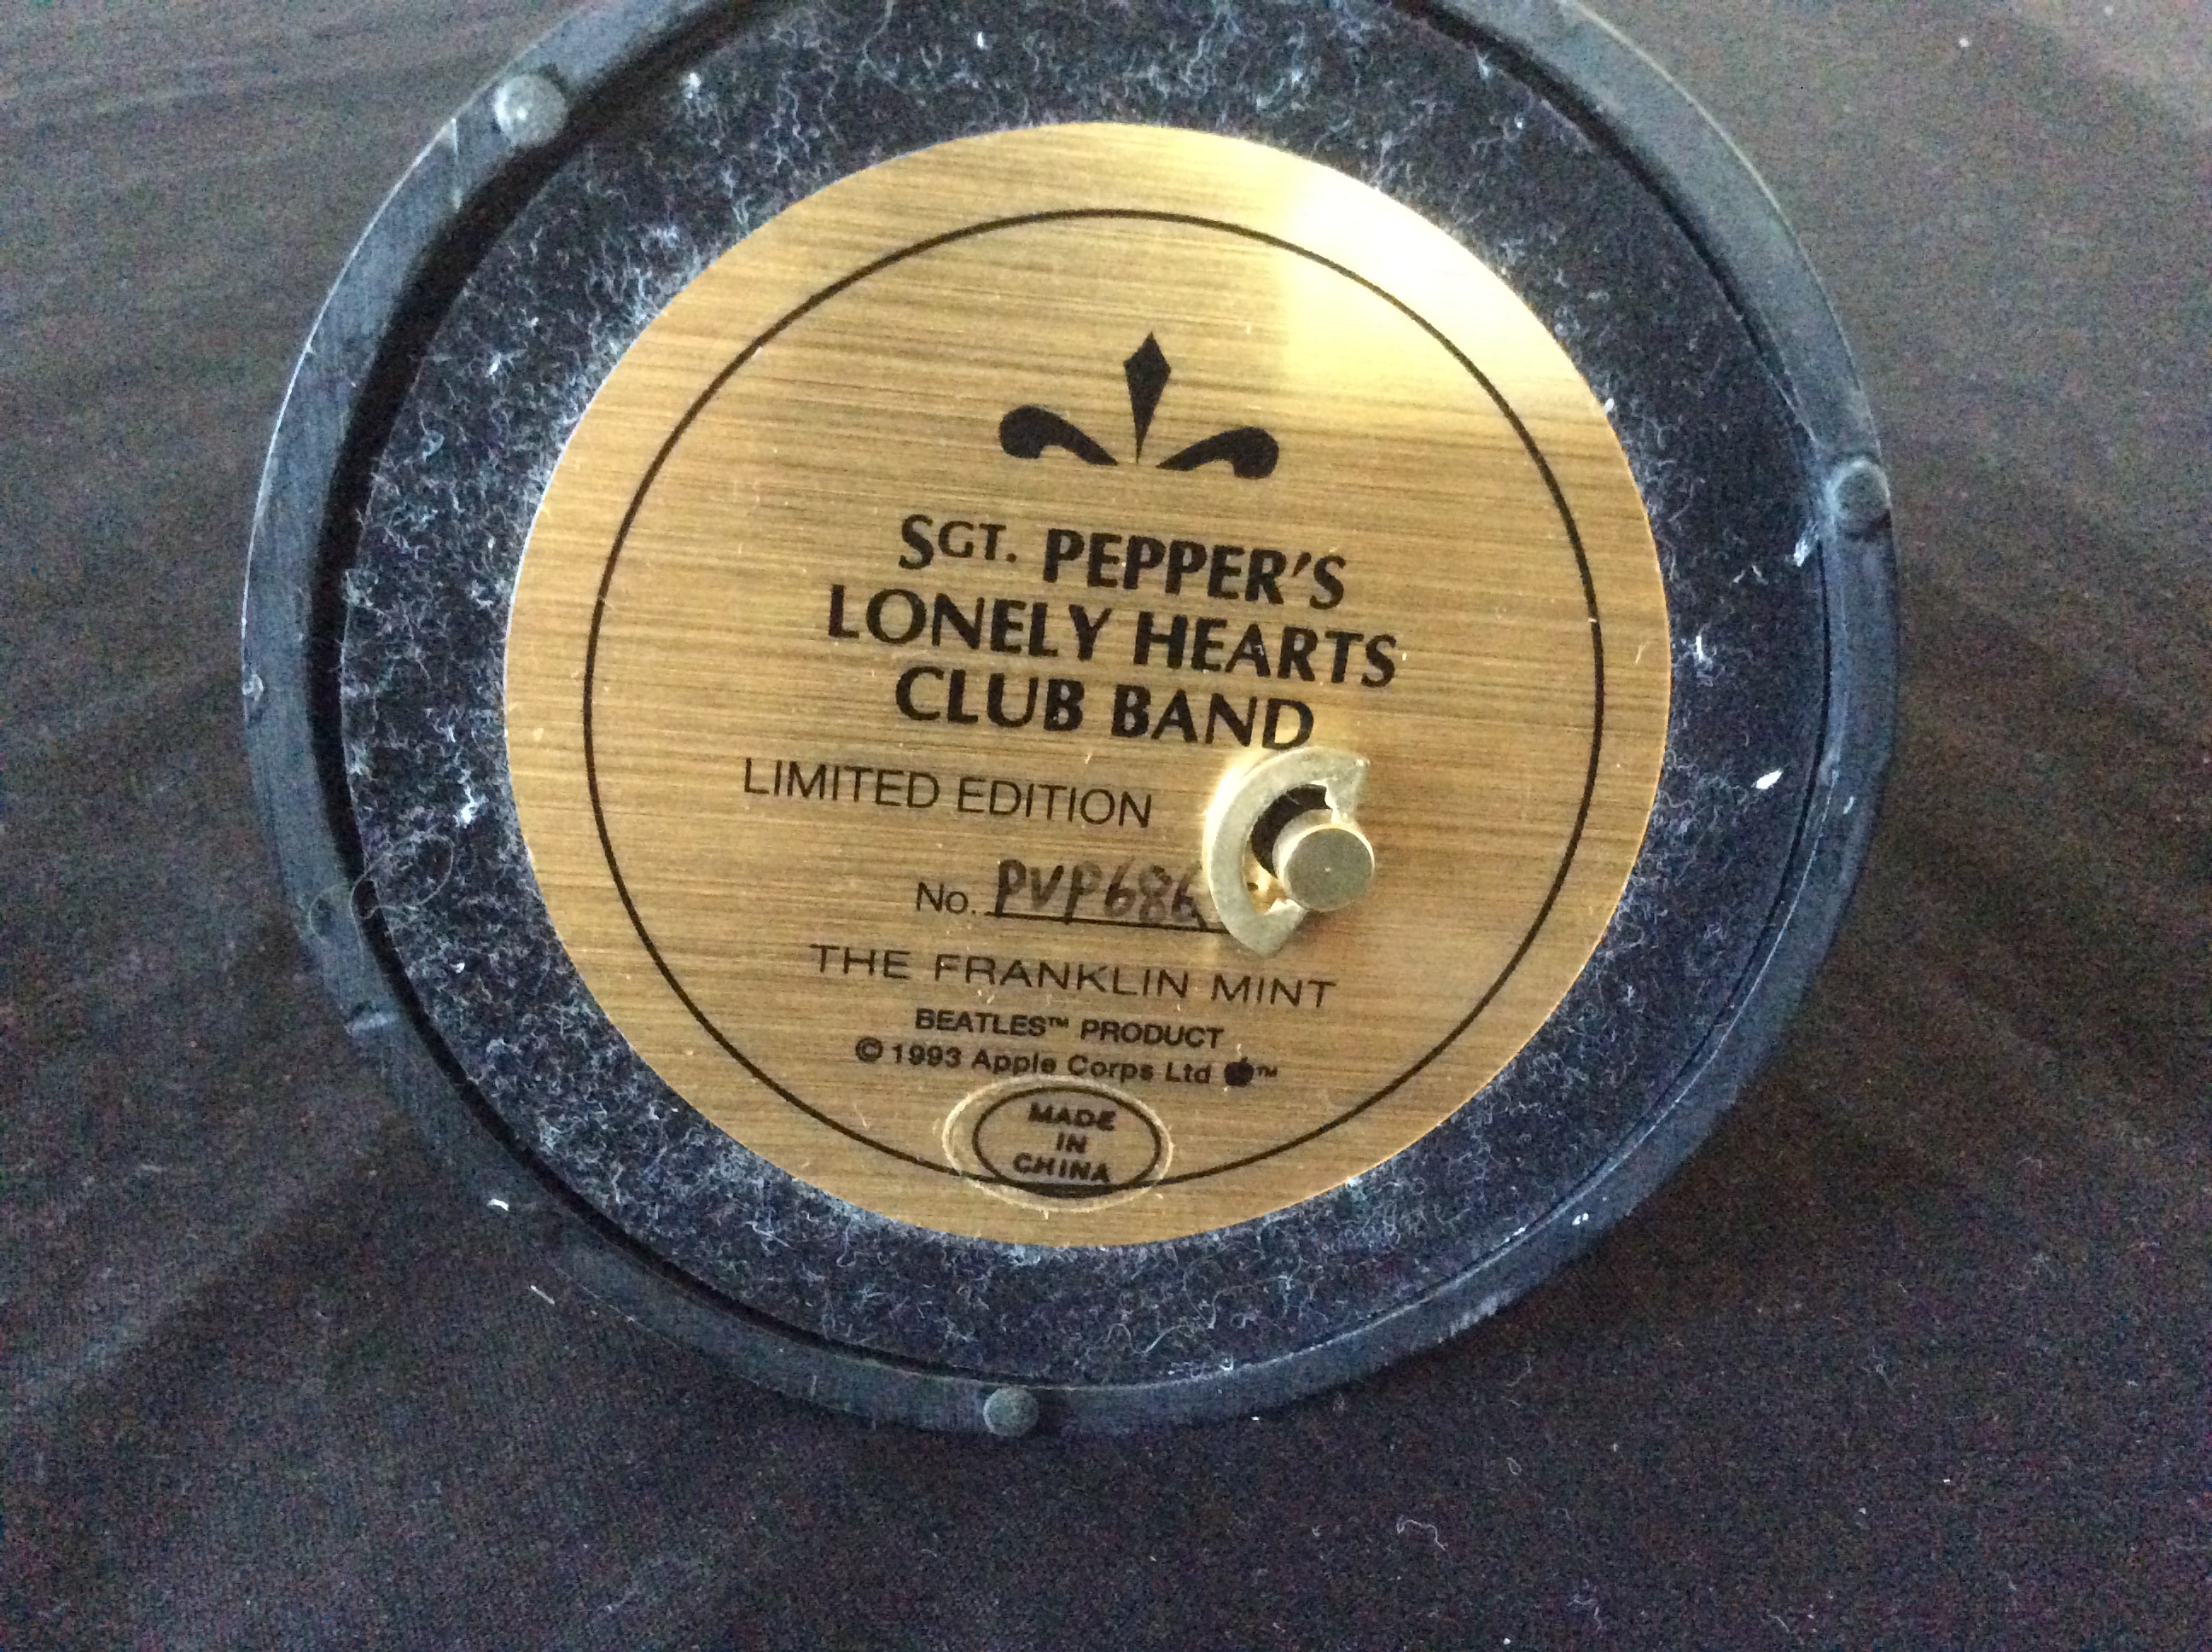 SGT. PEPPER'S
LONELY HEARTS
CLUB BAND
LIMITED EDITION
No. PVP686
THE FRANKLIN MINT
BEATLES™ PRODUCT
© 1993 Apple Corps Ltd ™
MADE
IN
CHINA